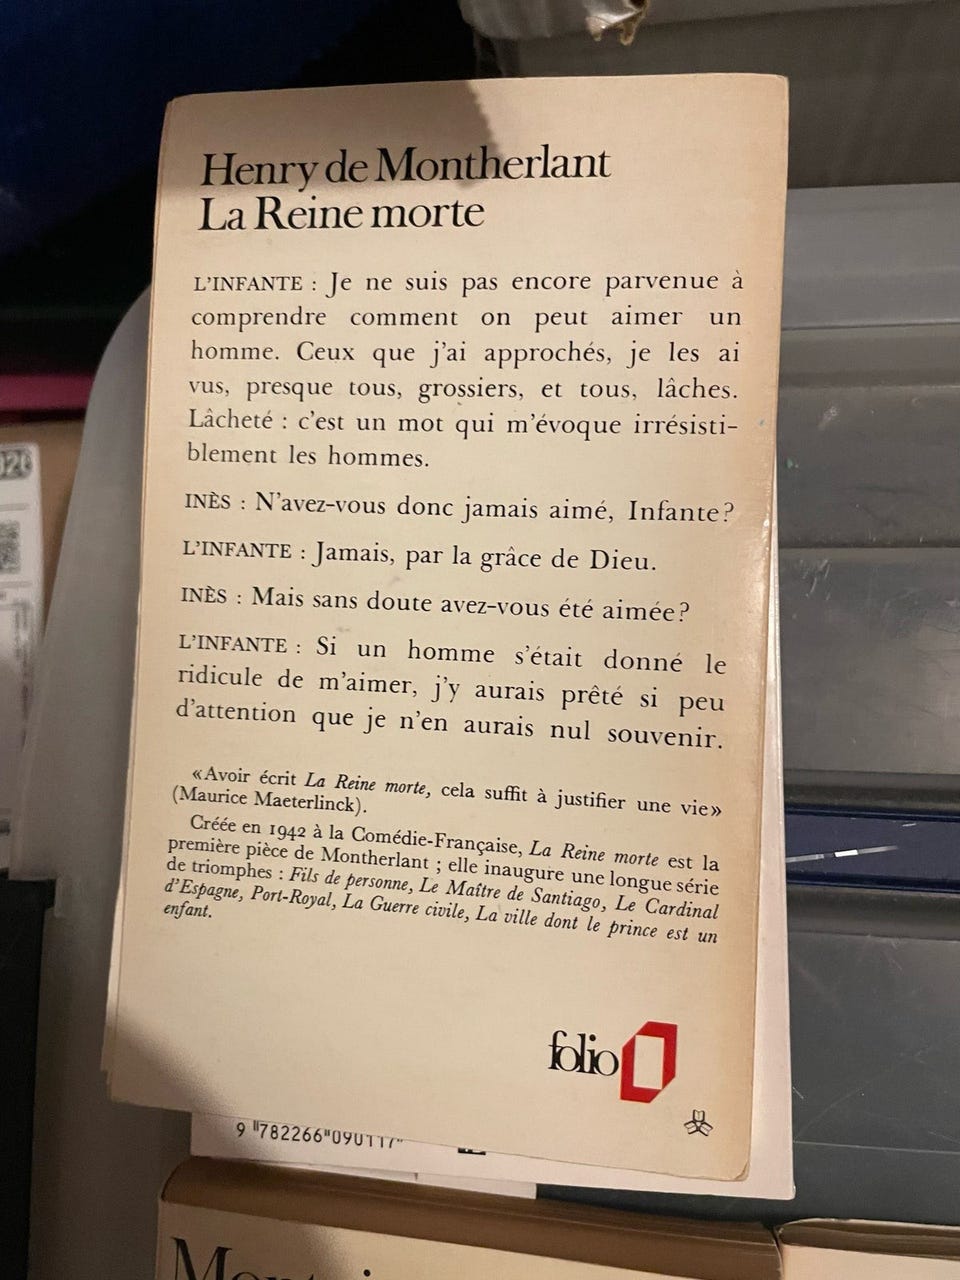 Henry de Montherlant
La Reine morte
L'INFANTE : Je ne suis pas encore parvenue à
comprendre comment on peut aimer un
homme. Ceux que j'ai approchés, je les ai
vus, presque tous, grossiers, et tous, lâches.
Lâcheté : c'est un mot qui m'évoque irrésisti-
blement les hommes.
INÈS : N'avez-vous donc jamais aimé, Infante?
L'INFANTE : Jamais, par la grâce de Dieu.
INÈS : Mais sans doute avez-vous été aimée?
L'INFANTE : Si un homme s'était donné le
ridicule de m'aimer, j'y aurais prêté si peu
d'attention que je n'en aurais nul souvenir.
«Avoir écrit La Reine morte, cela suffit à justifier une vie»
(Maurice Maeterlinck).
Créée en 1942 à la Comédie-Française, La Reine morte est la
première pièce de Montherlant ; elle inaugure une longue série
de triomphes : Fils de personne, Le Maître de Santiago, Le Cardinal
d'Espagne, Port-Royal, La Guerre civile, La ville dont le prince est un
enfant.
folio
9 782266 090117